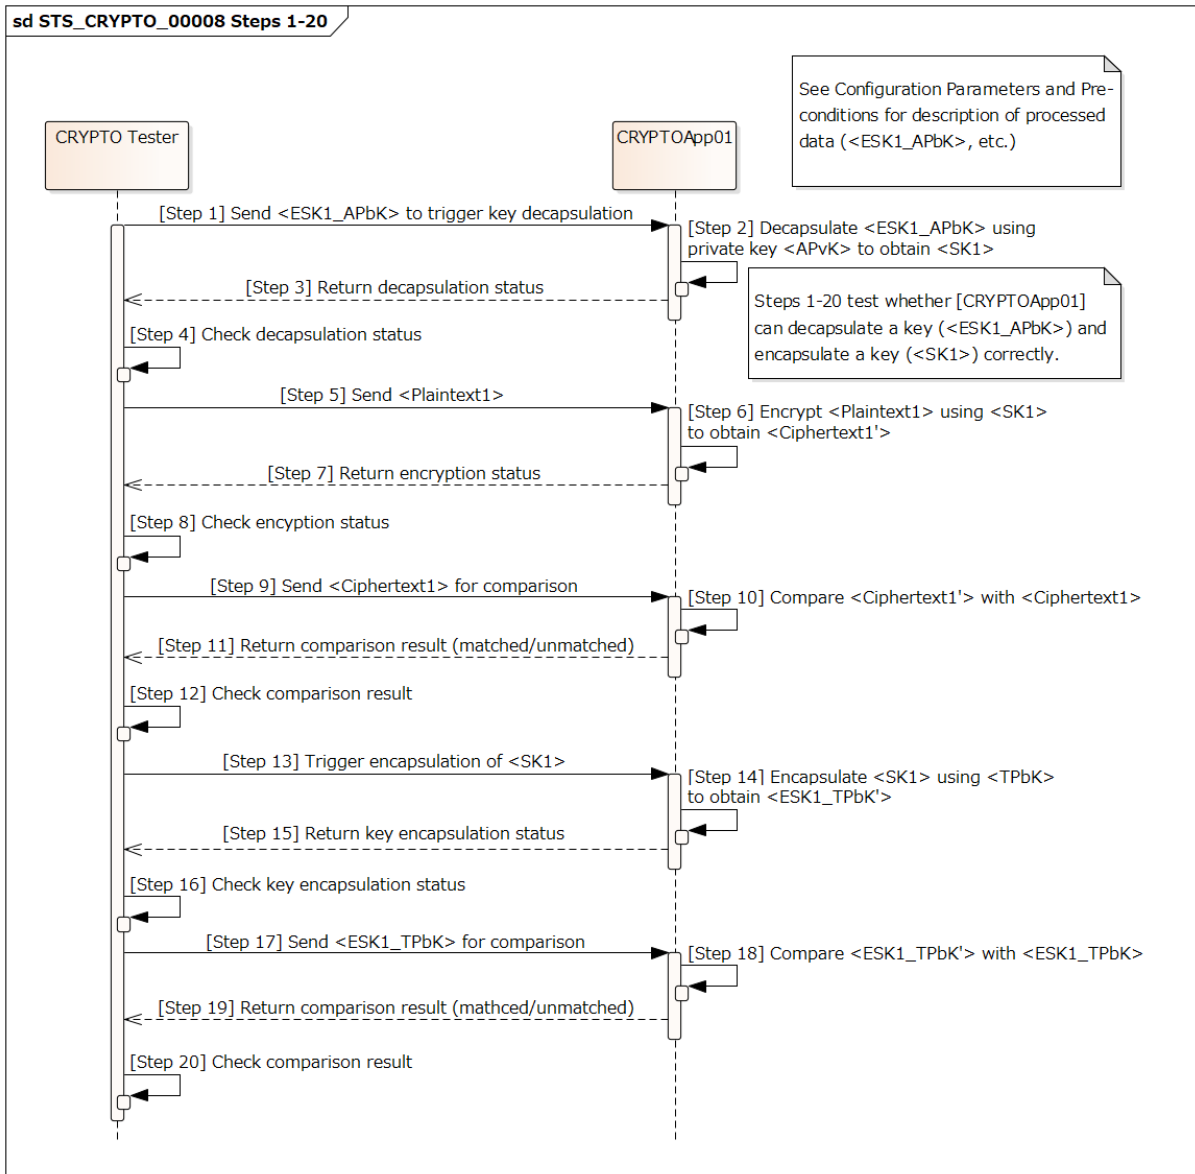 sd STS_CRYPTO_00008 Steps 1-20
See Configuration Parameters and Pre-
conditions for description of processed
data (<ESK1_APbK>, etc.)
CRYPTO Tester
CRYPTOApp01
[Step 1] Send <ESK1_APbK> to trigger key decapsulation
[Step 2] Decapsulate <ESK1_APbK> using
private key <APvK> to obtain <SK1>
[Step 3] Return decapsulation status
Steps 1-20 test whether [CRYPTOApp01]
can decapsulate a key (<ESK1_APbK>) and
encapsulate a key (<SK1>) correctly.
[Step 4] Check decapsulation status
[Step 5] Send <Plaintext1>
[Step 6] Encrypt <Plaintext1> using <SK1>
to obtain <Ciphertext1'>
[Step 7] Return encryption status
[Step 8] Check encyption status
[Step 9] Send <Ciphertext1> for comparison
[Step 10] Compare <Ciphertext1'> with <Ciphertext1>
[Step 11] Return comparison result (matched/unmatched)
[Step 12] Check comparison result
[Step 13] Trigger encapsulation of <SK1>
[Step 14] Encapsulate <SK1> using <TPbK>
to obtain <ESK1_TPbK'>
[Step 15] Return key encapsulation status
[Step 16] Check key encapsulation status
[Step 17] Send <ESK1_TPbK> for comparison
[Step 18] Compare <ESK1_TPbK'> with <ESK1_TPbK>
[Step 19] Return comparison result (mathced/unmatched)
[Step 20] Check comparison result